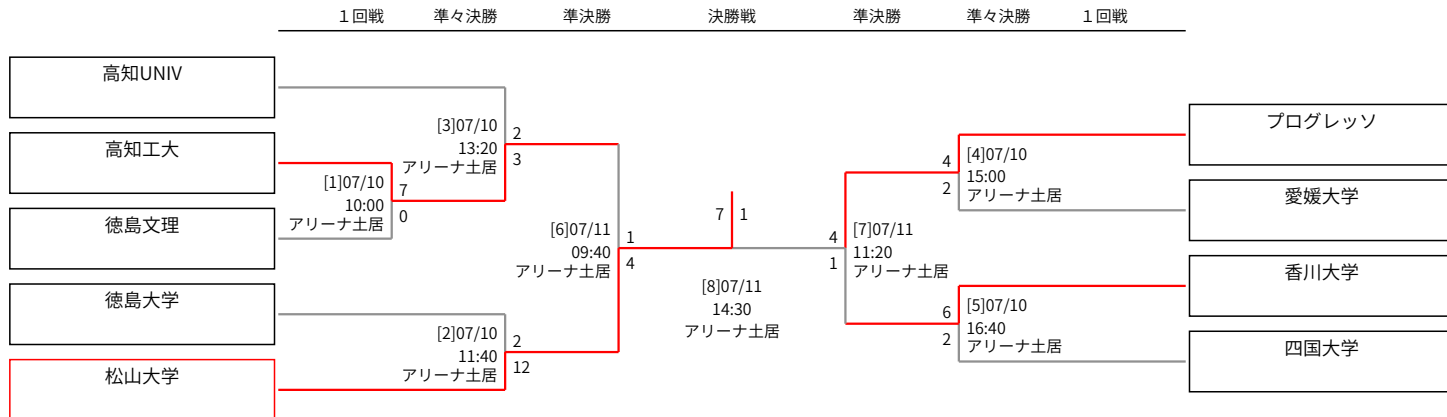 １回戦 準々決勝 準決勝 決勝戦 準決勝 準々決勝 １回戦
高知UNIV
高知工大
徳島文理
徳島大学
松山大学
[1]07/10
10:00
アリーナ土居
7
0
[3]07/10
13:20
アリーナ土居
2
3
[2]07/10
11:40
アリーナ土居
2
12
[6]07/11
09:40
アリーナ土居
1
4
7 1
[8]07/11
14:30
アリーナ土居
4
1
[7]07/11
11:20
アリーナ土居
4
2
[4]07/10
15:00
アリーナ土居
6
2
[5]07/10
16:40
アリーナ土居
プログレッソ
愛媛大学
香川大学
四国大学